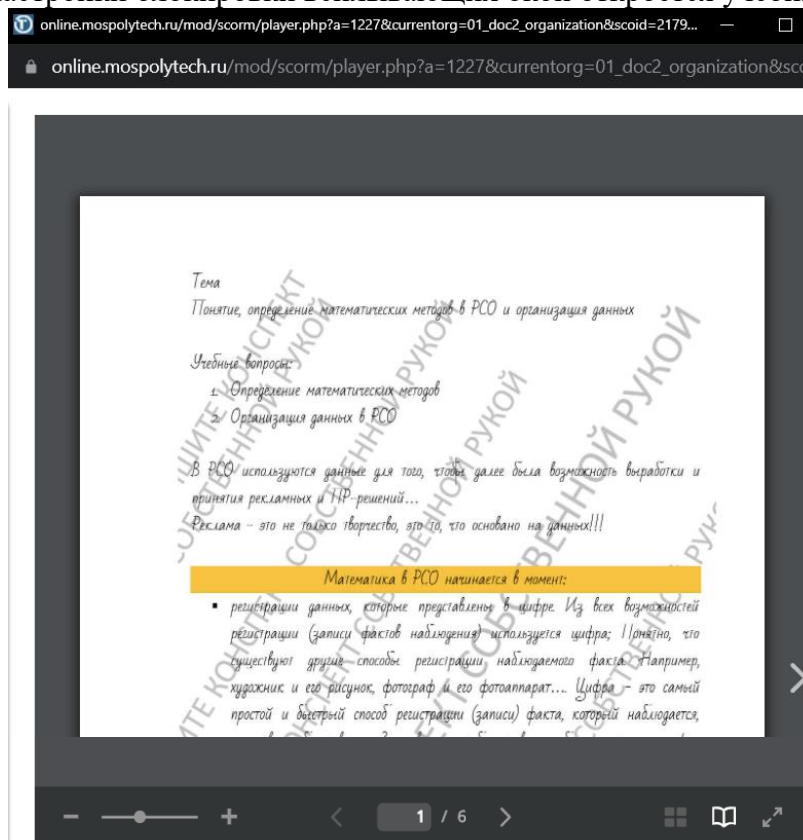 online.mospolytech.ru/mod/scorm/player.php?a=1227&currentorg=01_doc2_organization&scoid=2179...
online.mospolytech.ru/mod/scorm/player.php?a=1227&currentorg=01_doc2_organization&sco
Тема
Понятие, определение математических методов в РСО и организация данных
Учебные вопросы:
1. Определение математических методов
2. Организация данных в РСО
В РСО используются данные для того, чтобы далее была возможность выработки и
принятия рекламных и ПР-решений...
Реклама – это не только творчество, это то, что основано на данных!!!
Математика в РСО начинается в момент:
▪ регистрации данных, которые представлены в цифре. Из всех возможностей
регистрации (записи фактов наблюдения) используется цифра; Понятно, что
существуют другие способы регистрации наблюдаемого факта. Например,
художник и его рисунок, фотограф и его фотоаппарат.... Цифра – это самый
простой и быстрый способ регистрации (записи) факта, который наблюдается,
КОНСПЕКТ
СОБСТВЕННОЙ РУКОЙ
1 / 6